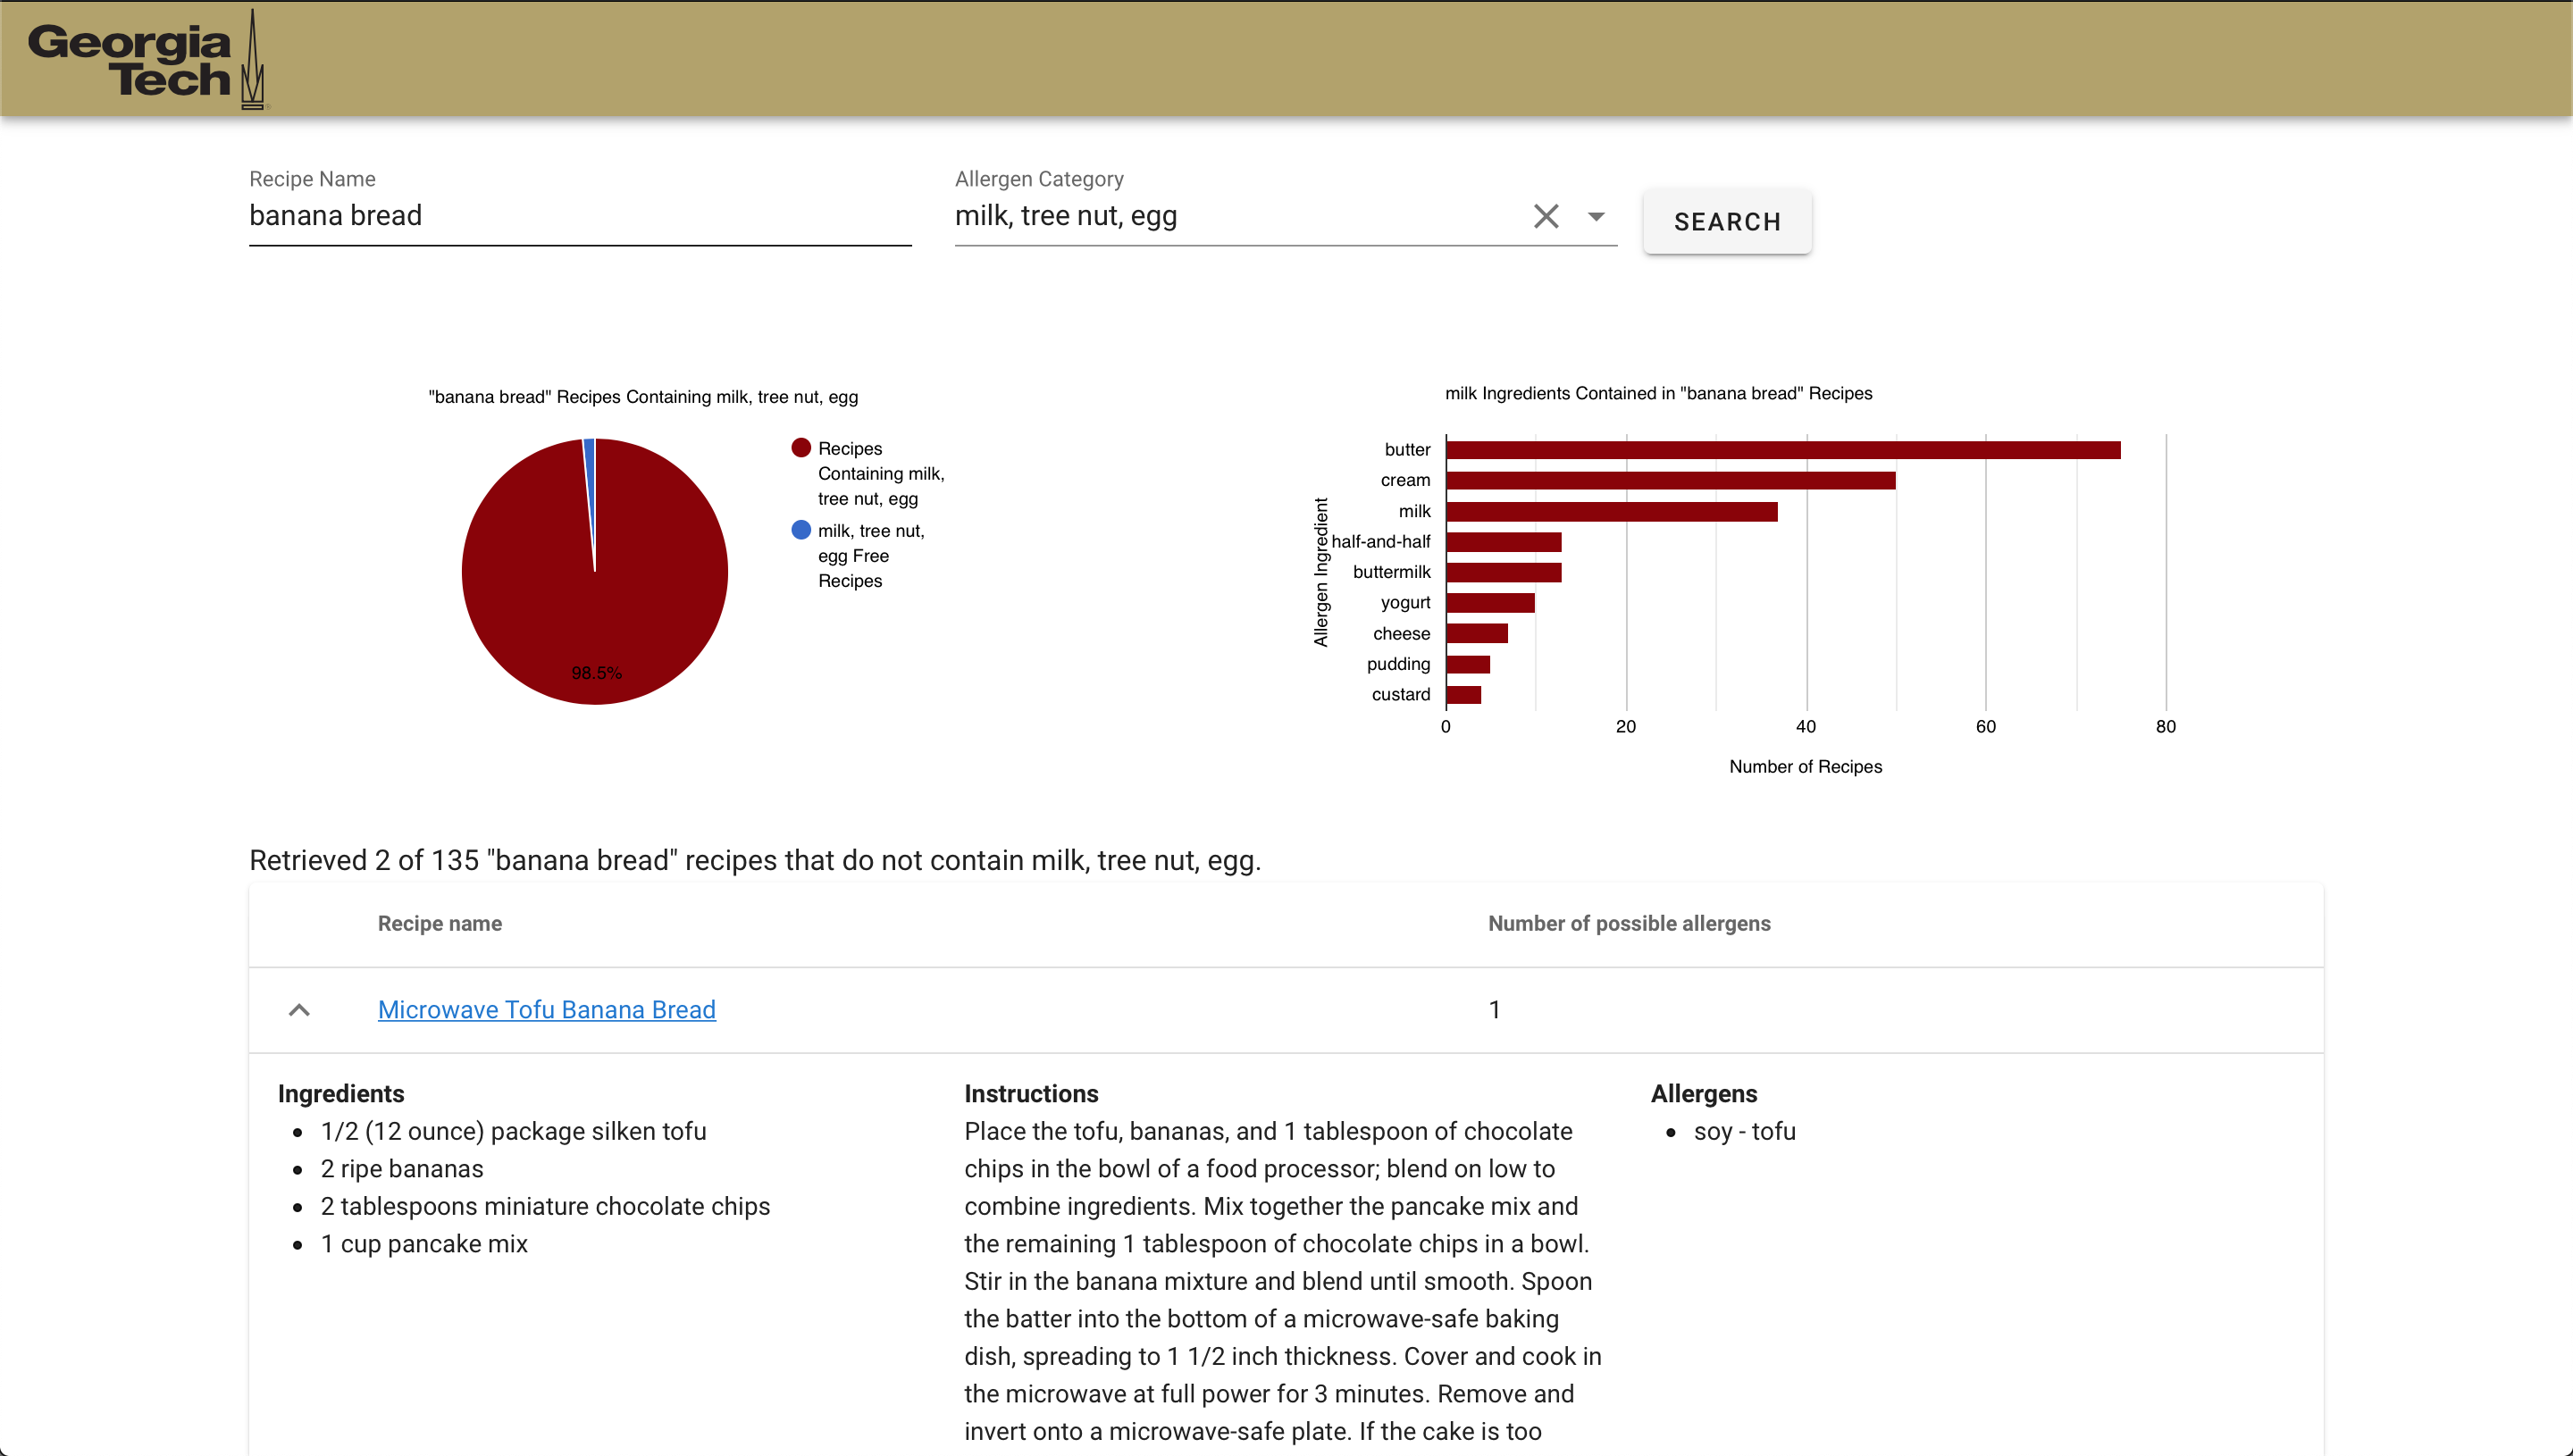 Georgia
Tech
Recipe Name
banana bread
Allergen Category
milk, tree nut, egg
SEARCH
"banana bread" Recipes Containing milk, tree nut, egg
Recipes
Containing milk,
tree nut, egg
milk, tree nut,
egg Free
Recipes
98.5%
milk Ingredients Contained in "banana bread" Recipes
Allergen Ingredient
butter
cream
milk
half-and-half
buttermilk
yogurt
cheese
pudding
custard
0 20 40 60 80
Number of Recipes
Retrieved 2 of 135 "banana bread" recipes that do not contain milk, tree nut, egg.
Recipe name Number of possible allergens
Microwave Tofu Banana Bread 1
Ingredients
1/2 (12 ounce) package silken tofu
2 ripe bananas
2 tablespoons miniature chocolate chips
1 cup pancake mix
Instructions
Place the tofu, bananas, and 1 tablespoon of chocolate
chips in the bowl of a food processor; blend on low to
combine ingredients. Mix together the pancake mix and
the remaining 1 tablespoon of chocolate chips in a bowl.
Stir in the banana mixture and blend until smooth. Spoon
the batter into the bottom of a microwave-safe baking
dish, spreading to 1 1/2 inch thickness. Cover and cook in
the microwave at full power for 3 minutes. Remove and
invert onto a microwave-safe plate. If the cake is too
Allergens
soy - tofu